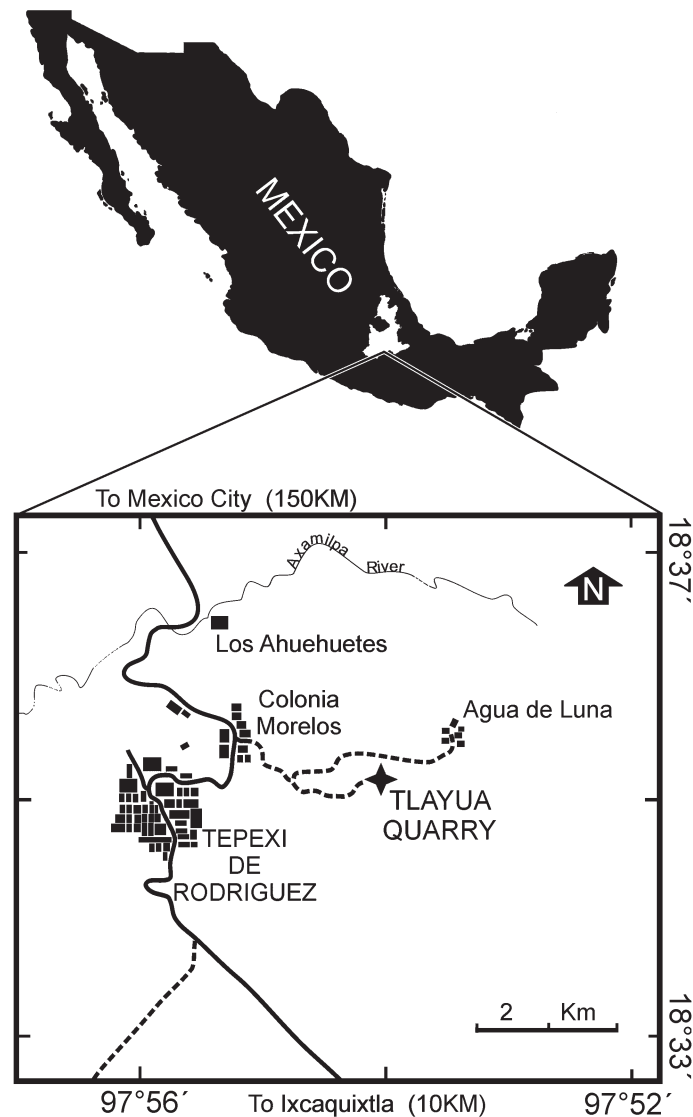 MEXICO
To Mexico City (150KM)
18°37´
Axamilpa
River
N
Los Ahuehuetes
Colonia
Morelos
Agua de Luna
TLAYUA
QUARRY
TEPEXI
DE
RODRIGUEZ
2 Km
18°33´
97°56´
To Ixcaquixtla (10KM)
97°52´